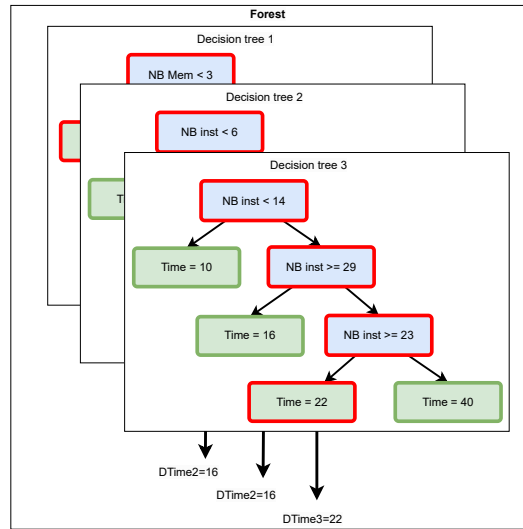 Forest
Decision tree 1
NB Mem < 3
Decision tree 2
NB inst < 6
Decision tree 3
NB inst < 14
Time = 10
NB inst >= 29
Time = 16
NB inst >= 23
Time = 22
Time = 40
DTime2=16
DTime2=16
DTime3=22